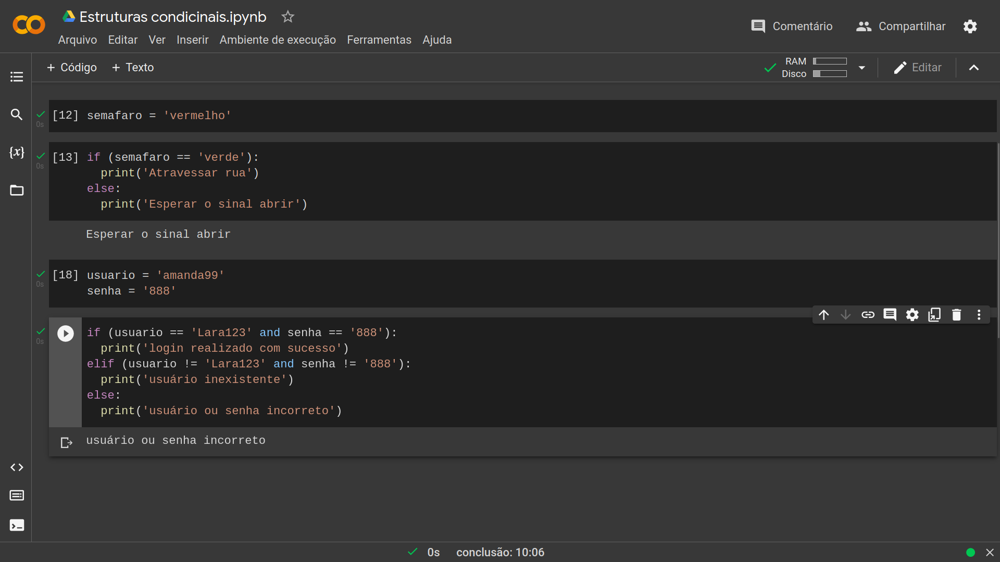 Estruturas condicinais.ipynb
Comentário
Compartilhar
Arquivo Editar Ver Inserir Ambiente de execução Ferramentas Ajuda
+ Código + Texto
RAM
Disco
Editar
[12] semafaro = 'vermelho'
0s
[13] if (semafaro == 'verde'):
0s
print('Atravessar rua')
else:
print('Esperar o sinal abrir')
Esperar o sinal abrir
[18] usuario = 'amanda99'
0s
senha = '888'
if (usuario == 'Lara123' and senha == '888'):
0s
print('login realizado com sucesso')
elif (usuario != 'Lara123' and senha != '888'):
print('usuário inexistente')
else:
print('usuário ou senha incorreto')
usuário ou senha incorreto
0s conclusão: 10:06